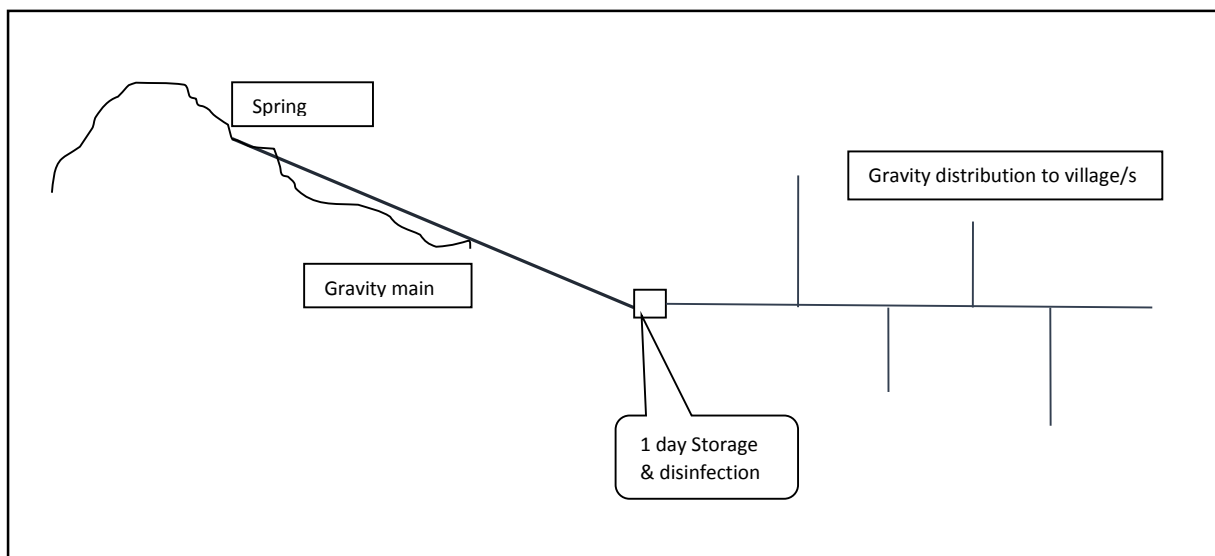 Spring
Gravity distribution to village/s
Gravity main
1 day Storage
& disinfection